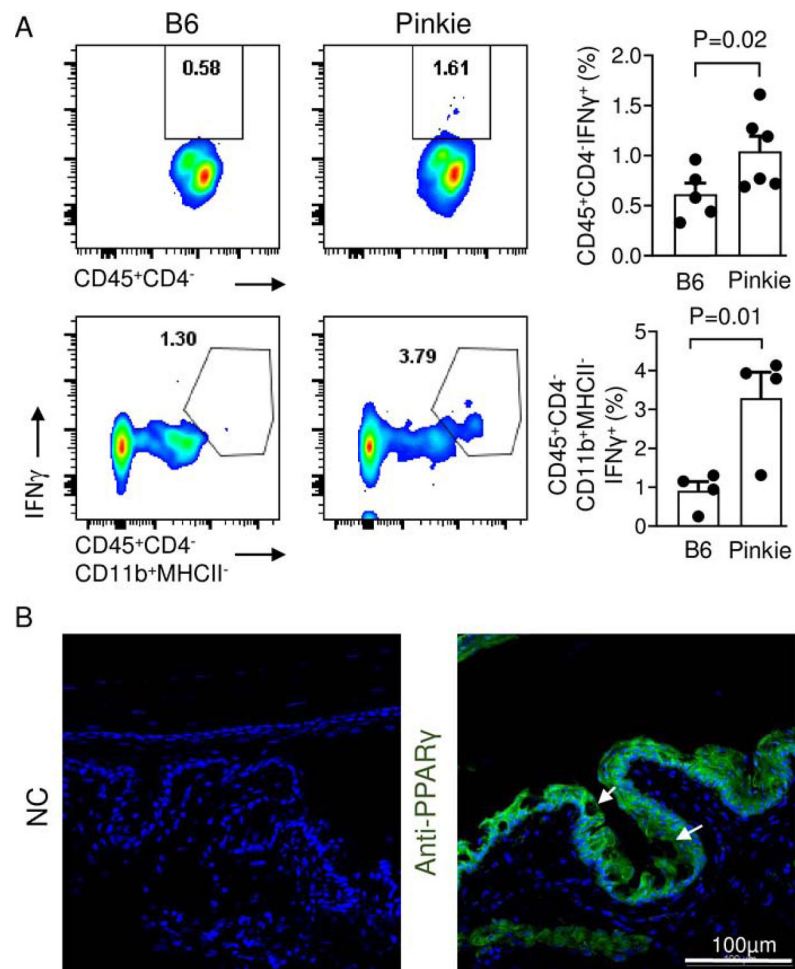 A
B6
Pinkie
0.58
1.61
CD45⁺CD4⁻
P=0.02
CD45⁺CD4⁻IFNγ⁺ (%)
2.0
1.5
1.0
0.5
0.0
B6 Pinkie
1.30
3.79
IFNγ
CD45⁺CD4⁻
CD11b⁺MHCII⁻
P=0.01
CD45⁺CD4⁻
CD11b⁺MHCII⁻
IFNγ⁺ (%)
5
4
3
2
1
0
B6 Pinkie
B
NC
Anti-PPARγ
100µm